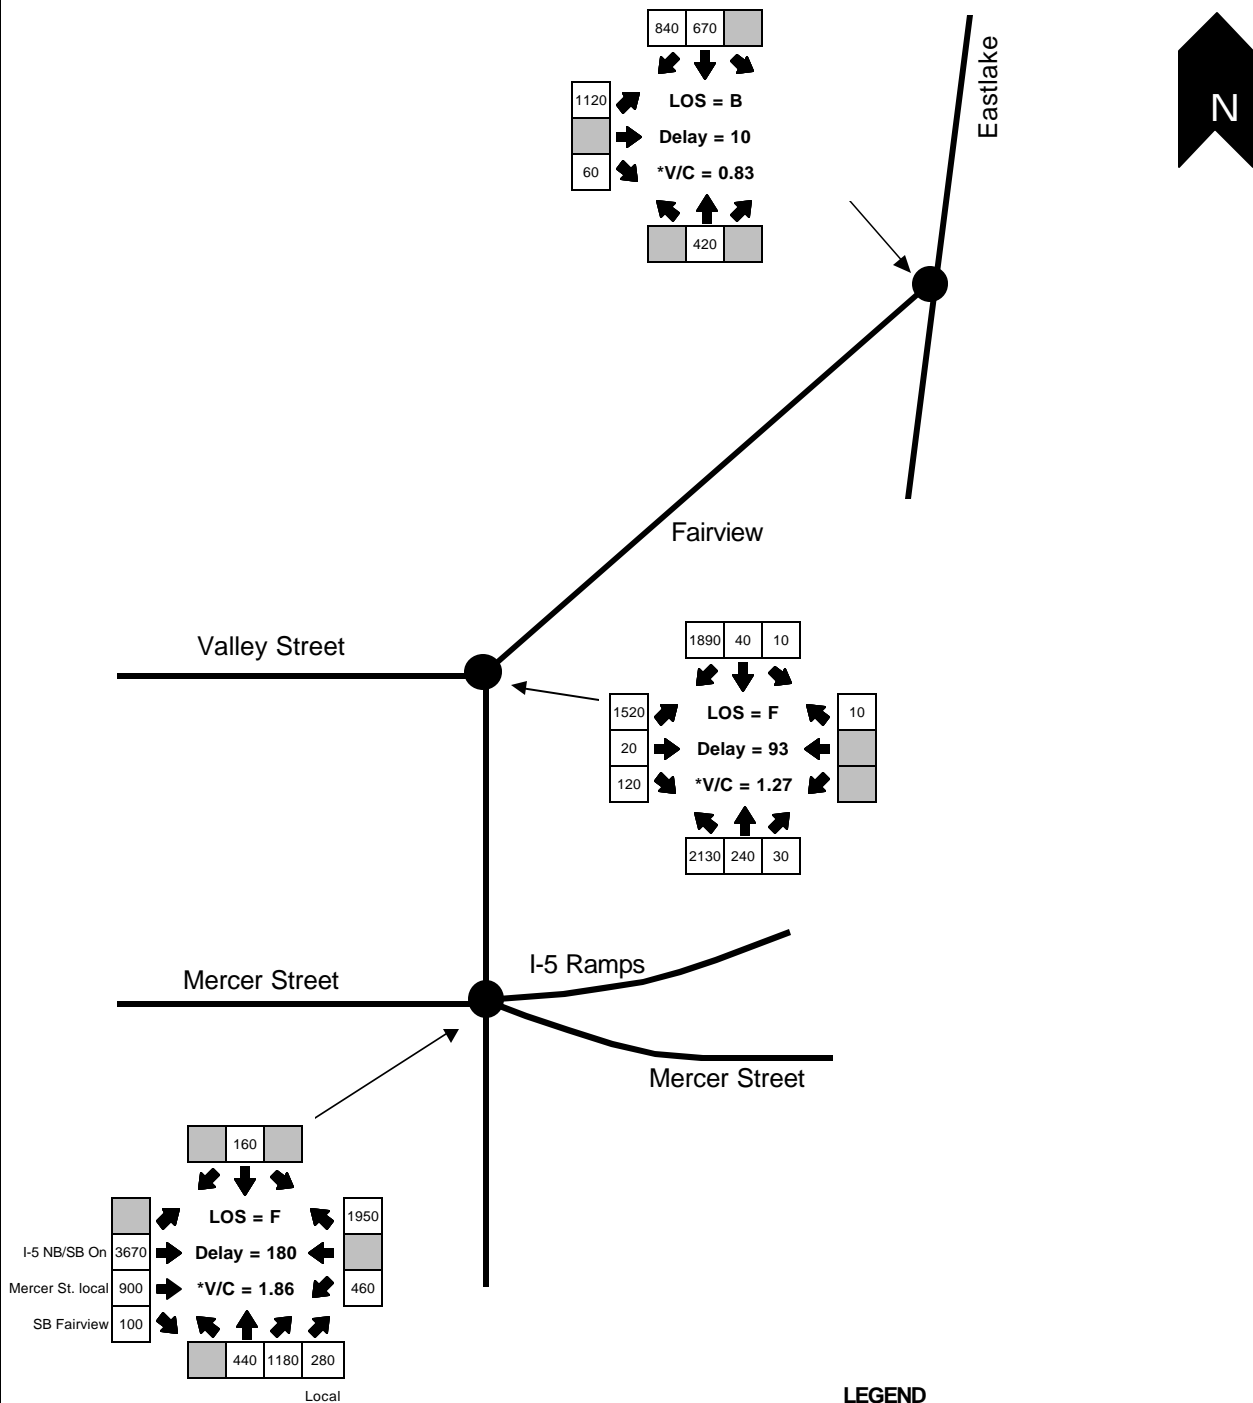 840 670
Eastlake
N
1120
LOS = B
Delay = 10
60
*V/C = 0.83
420
Fairview
Valley Street
1890 40 10
1520
LOS = F
10
20
Delay = 93
120
*V/C = 1.27
2130 240 30
I-5 Ramps
Mercer Street
Mercer Street
160
LOS = F
1950
I-5 NB/SB On 3670
Delay = 180
Mercer St. local 900
*V/C = 1.86
460
SB Fairview 100
440 1180 280
Local
LEGEND